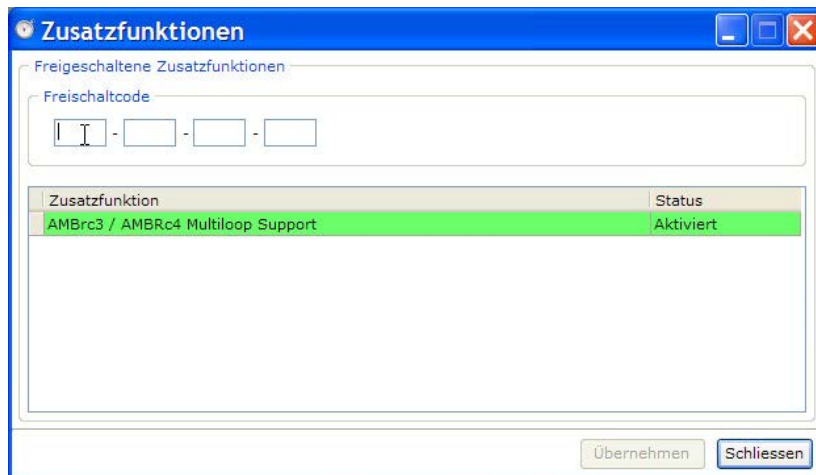 Zusatzfunktionen
Freigeschaltene Zusatzfunktionen
Freischaltcode
- - -
Zusatzfunktion Status
AMBrc3 / AMBRc4 Multiloop Support Aktiviert
Übernehmen Schliessen